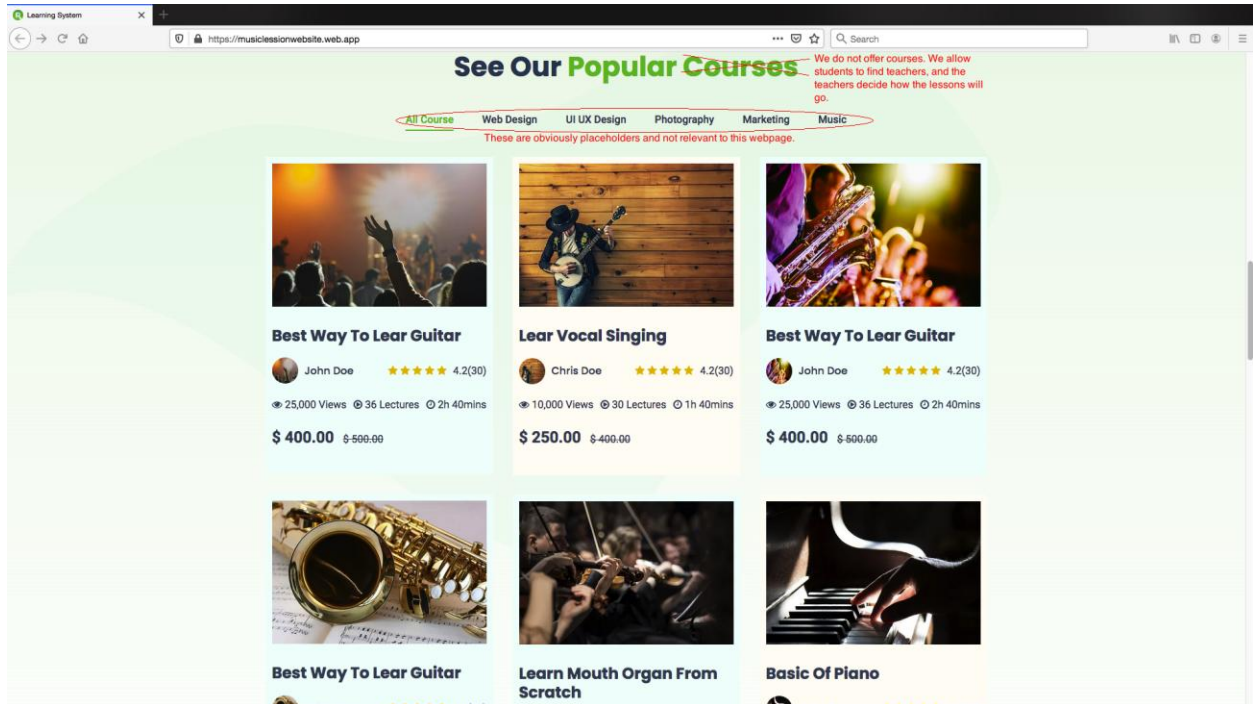 Learning System
https://musiclessionwebsite.web.app
Search
See Our Popular Courses
We do not offer courses. We allow
students to find teachers, and the
teachers decide how the lessons will
go.
All Course Web Design UI UX Design Photography Marketing Music
These are obviously placeholders and not relevant to this webpage.
Best Way To Lear Guitar
John Doe 4.2(30)
25,000 Views 36 Lectures 2h 40mins
$ 400.00 $ 500.00
Lear Vocal Singing
Chris Doe 4.2(30)
10,000 Views 30 Lectures 1h 40mins
$ 250.00 $ 400.00
Best Way To Lear Guitar
John Doe 4.2(30)
25,000 Views 36 Lectures 2h 40mins
$ 400.00 $ 500.00
Best Way To Lear Guitar
Learn Mouth Organ From
Scratch
Basic Of Piano